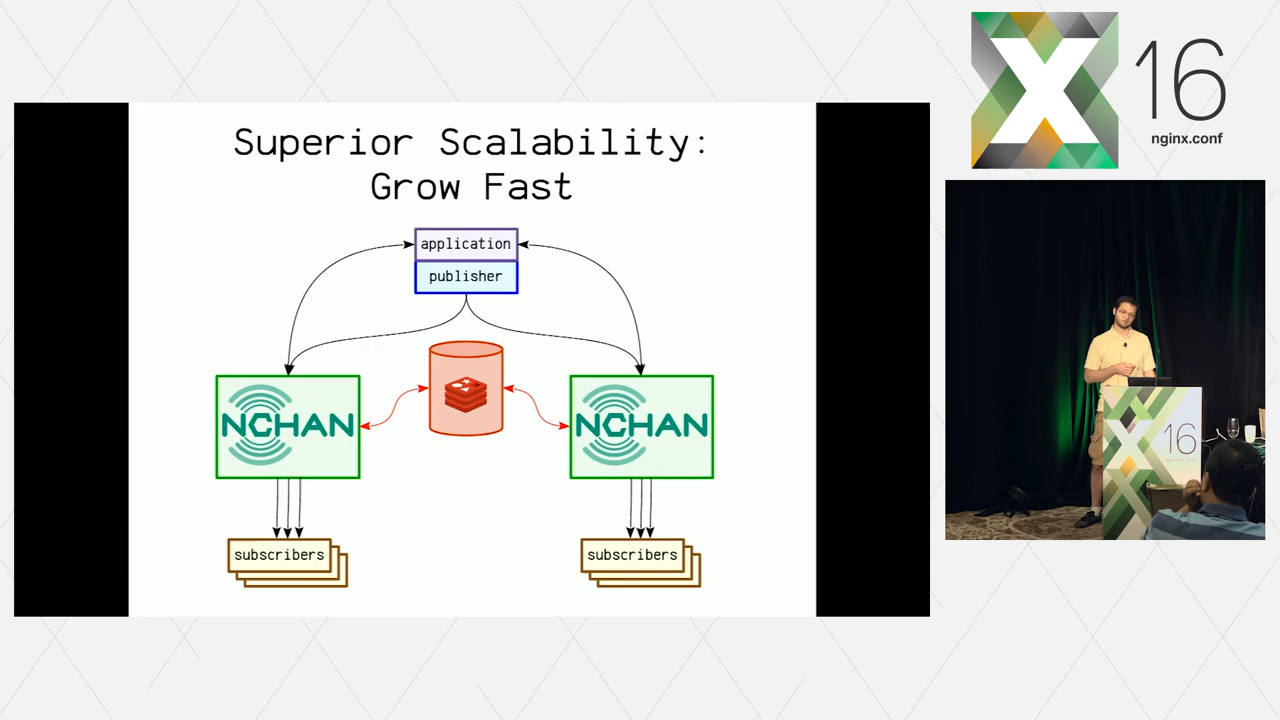 Superior Scalability:
Grow Fast
application
publisher
NCHAN
NCHAN
subscribers
subscribers
X 16
nginx.conf
16